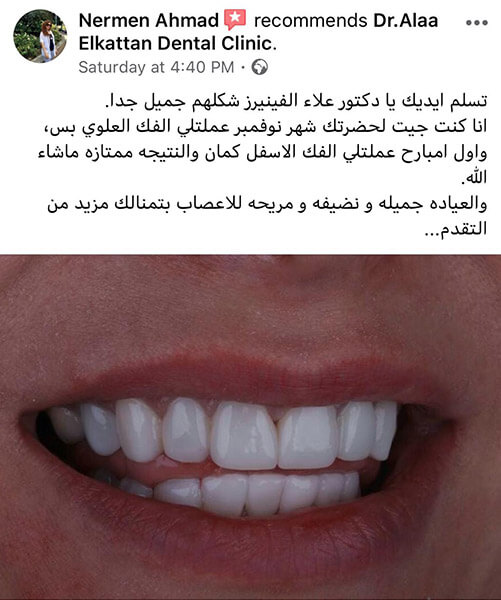 Nermen Ahmad recommends Dr.Alaa
Elkattan Dental Clinic.
Saturday at 4:40 PM ·
تسلم ايديك يا دكتور علاء الفينيرز شكلهم جميل جدا.
انا كنت جيت لحضرتك شهر نوفمبر عملتلي الفك العلوي بس،
واول امبارح عملتلي الفك الاسفل كمان والنتيجه ممتازه ماشاء
الله.
والعياده جميله و نضيفه و مريحه للاعصاب بتمنالك مزيد من
التقدم...